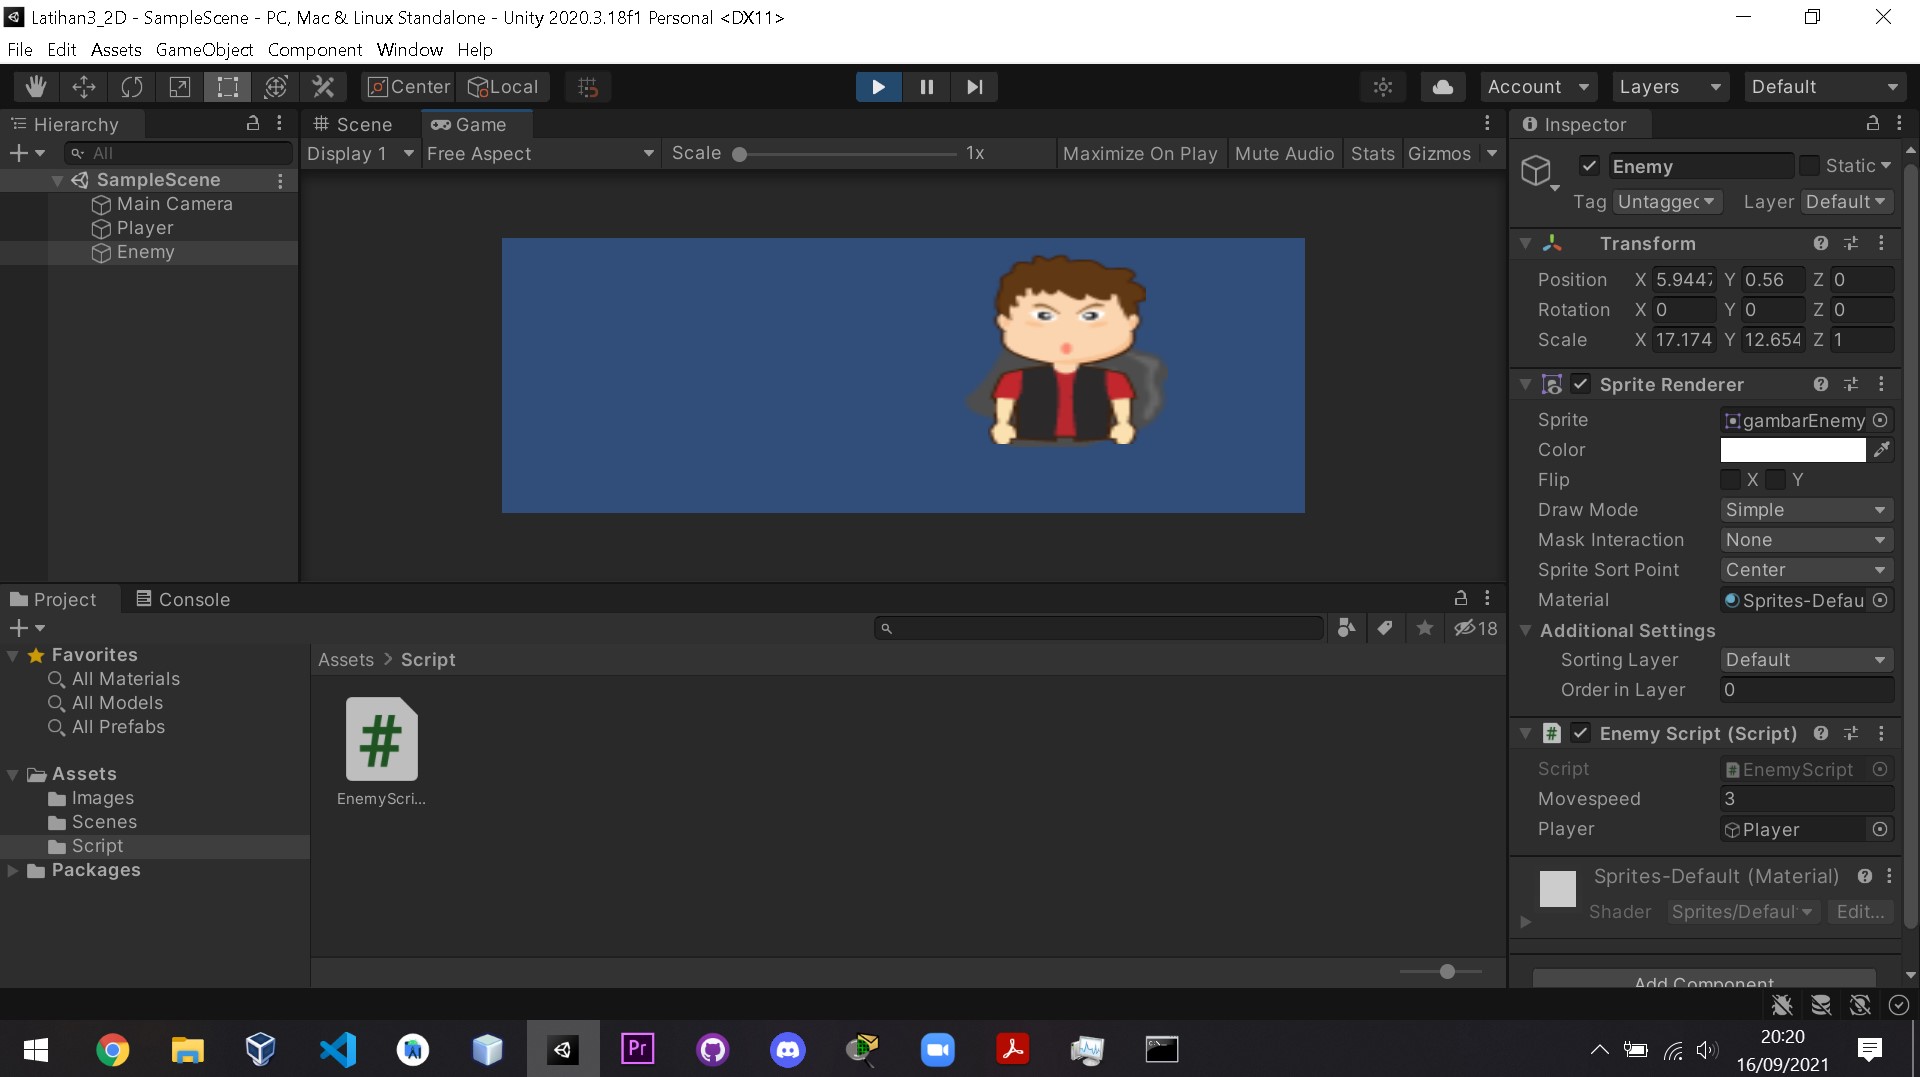 Latihan3_2D - SampleScene - PC, Mac & Linux Standalone - Unity 2020.3.18f1 Personal <DX11>
File Edit Assets GameObject Component Window Help
Center Local Account Layers Default
Hierarchy
All
SampleScene
Main Camera
Player
Enemy
Scene Game
Display 1 Free Aspect Scale 1x Maximize On Play Mute Audio Stats Gizmos
Inspector
Enemy Static
Tag Untagged Layer Default
Transform
Position X 5.9447 Y 0.56 Z 0
Rotation X 0 Y 0 Z 0
Scale X 17.174 Y 12.654 Z 1
Sprite Renderer
Sprite gambarEnemy
Color
Flip X Y
Draw Mode Simple
Mask Interaction None
Sprite Sort Point Center
Material Sprites-Defau
Additional Settings
Sorting Layer Default
Order in Layer 0
# Enemy Script (Script)
Script EnemyScript
Movespeed 3
Player Player
Sprites-Default (Material)
Shader Sprites/Defaul Edit...
Add Component
Project Console
18
Favorites
All Materials
All Models
All Prefabs
Assets
Images
Scenes
Script
Packages
Assets > Script
#
EnemyScri...
Pr
20:20
16/09/2021